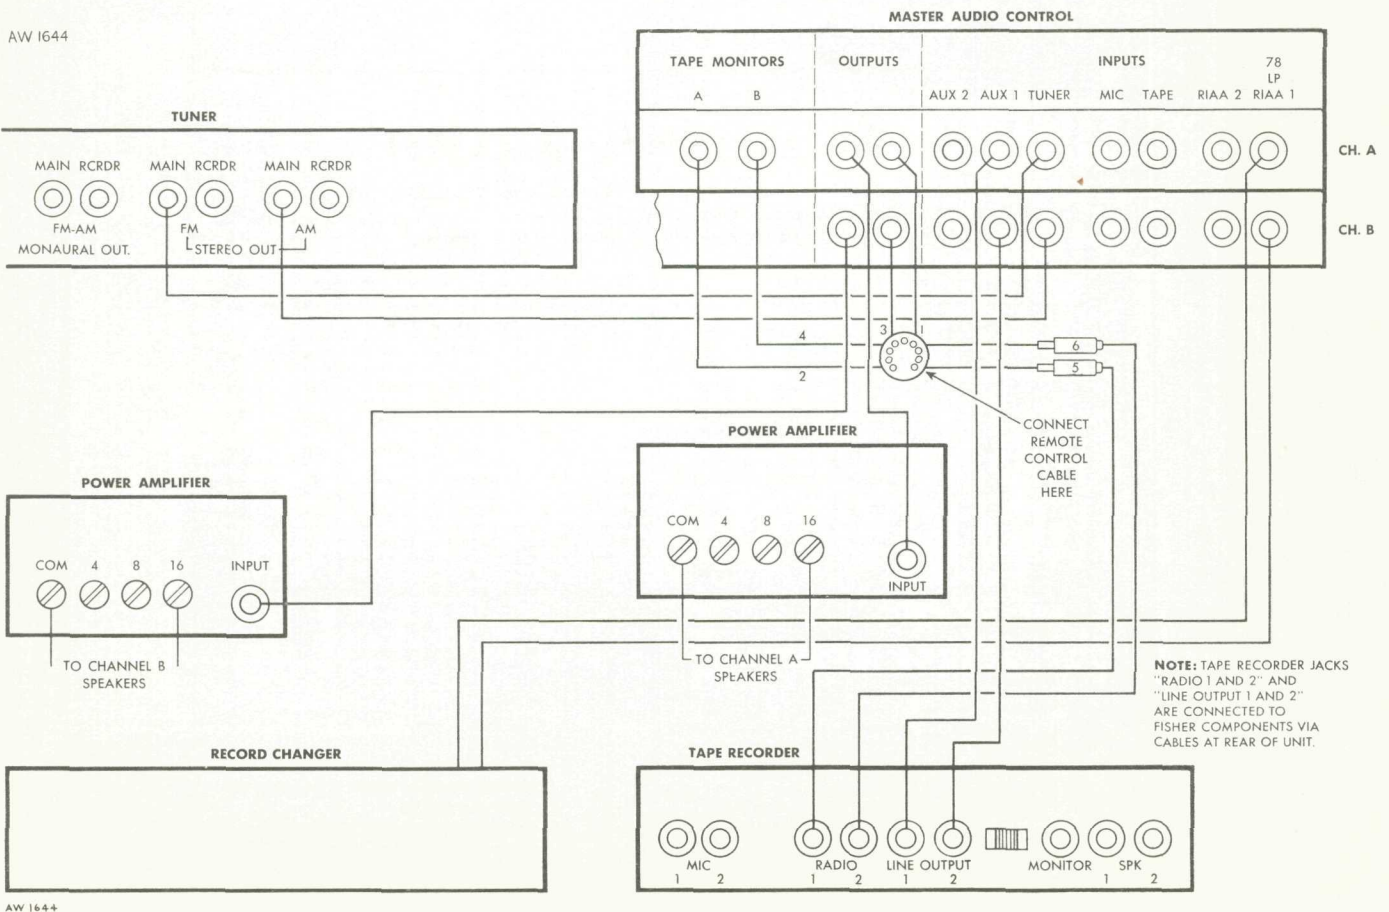 AW 1644
MASTER AUDIO CONTROL
TAPE MONITORS OUTPUTS INPUTS 78
LP
A B AUX 2 AUX 1 TUNER MIC TAPE RIAA 2 RIAA 1
CH. A
CH. B
TUNER
MAIN RCRDR MAIN RCRDR MAIN RCRDR
FM-AM FM AM
MONAURAL OUT. STEREO OUT
4 3 1 6
2 5
CONNECT
REMOTE
CONTROL
CABLE
HERE
POWER AMPLIFIER
COM 4 8 16
INPUT
TO CHANNEL A
SPEAKERS
POWER AMPLIFIER
COM 4 8 16 INPUT
TO CHANNEL B
SPEAKERS
NOTE: TAPE RECORDER JACKS
"RADIO 1 AND 2" AND
"LINE OUTPUT 1 AND 2"
ARE CONNECTED TO
FISHER COMPONENTS VIA
CABLES AT REAR OF UNIT.
RECORD CHANGER
TAPE RECORDER
MIC RADIO LINE OUTPUT MONITOR SPK
1 2 1 2 1 2 1 2
AW 1644